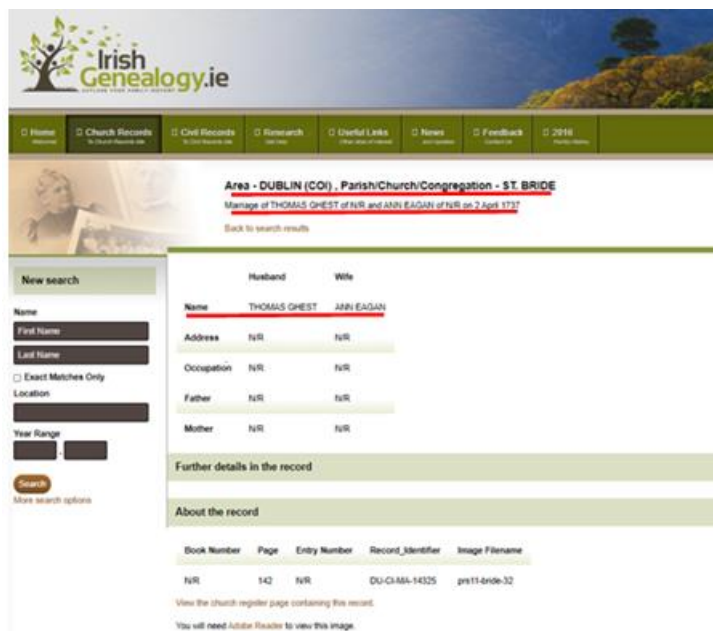 Irish
Genealogy.ie
Home
Church Records
Civil Records
Research
Useful Links
News
Feedback
2016
Area - DUBLIN (COI) , Parish/Church/Congregation - ST. BRIDE
Marriage of THOMAS GHEST of N/R and ANN EAGAN of N/R on 2 April 1737
Back to search results
New search
Name
First Name
Last Name
Exact Matches Only
Location
Year Range
-
Search
More search options
Husband Wife
Name THOMAS GHEST ANN EAGAN
Address N/R N/R
Occupation N/R N/R
Father N/R N/R
Mother N/R N/R
Further details in the record
About the record
Book Number Page Entry Number Record_Identifier Image Filename
N/R 142 N/R DU-CI-MA-14325 prs11-bride-32
View the church register page containing this record.
You will need Adobe Reader to view this image.